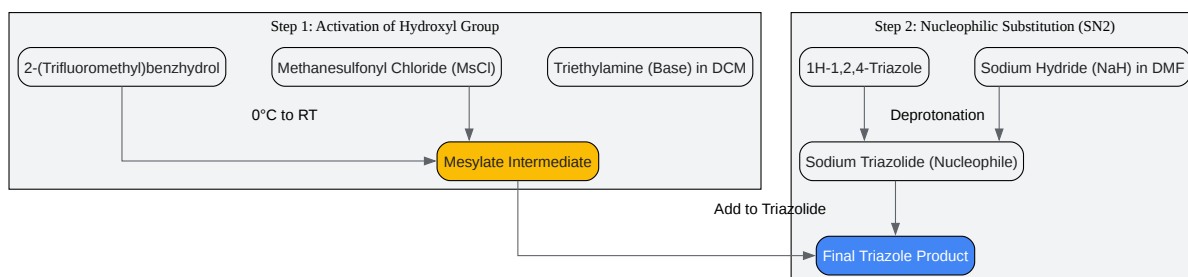 Step 1: Activation of Hydroxyl Group
2-(Trifluoromethyl)benzhydrol
Methanesulfonyl Chloride (MsCl)
Triethylamine (Base) in DCM
0°C to RT
Mesylate Intermediate
Step 2: Nucleophilic Substitution (SN2)
1H-1,2,4-Triazole
Sodium Hydride (NaH) in DMF
Deprotonation
Sodium Triazolide (Nucleophile)
Add to Triazolide
Final Triazole Product